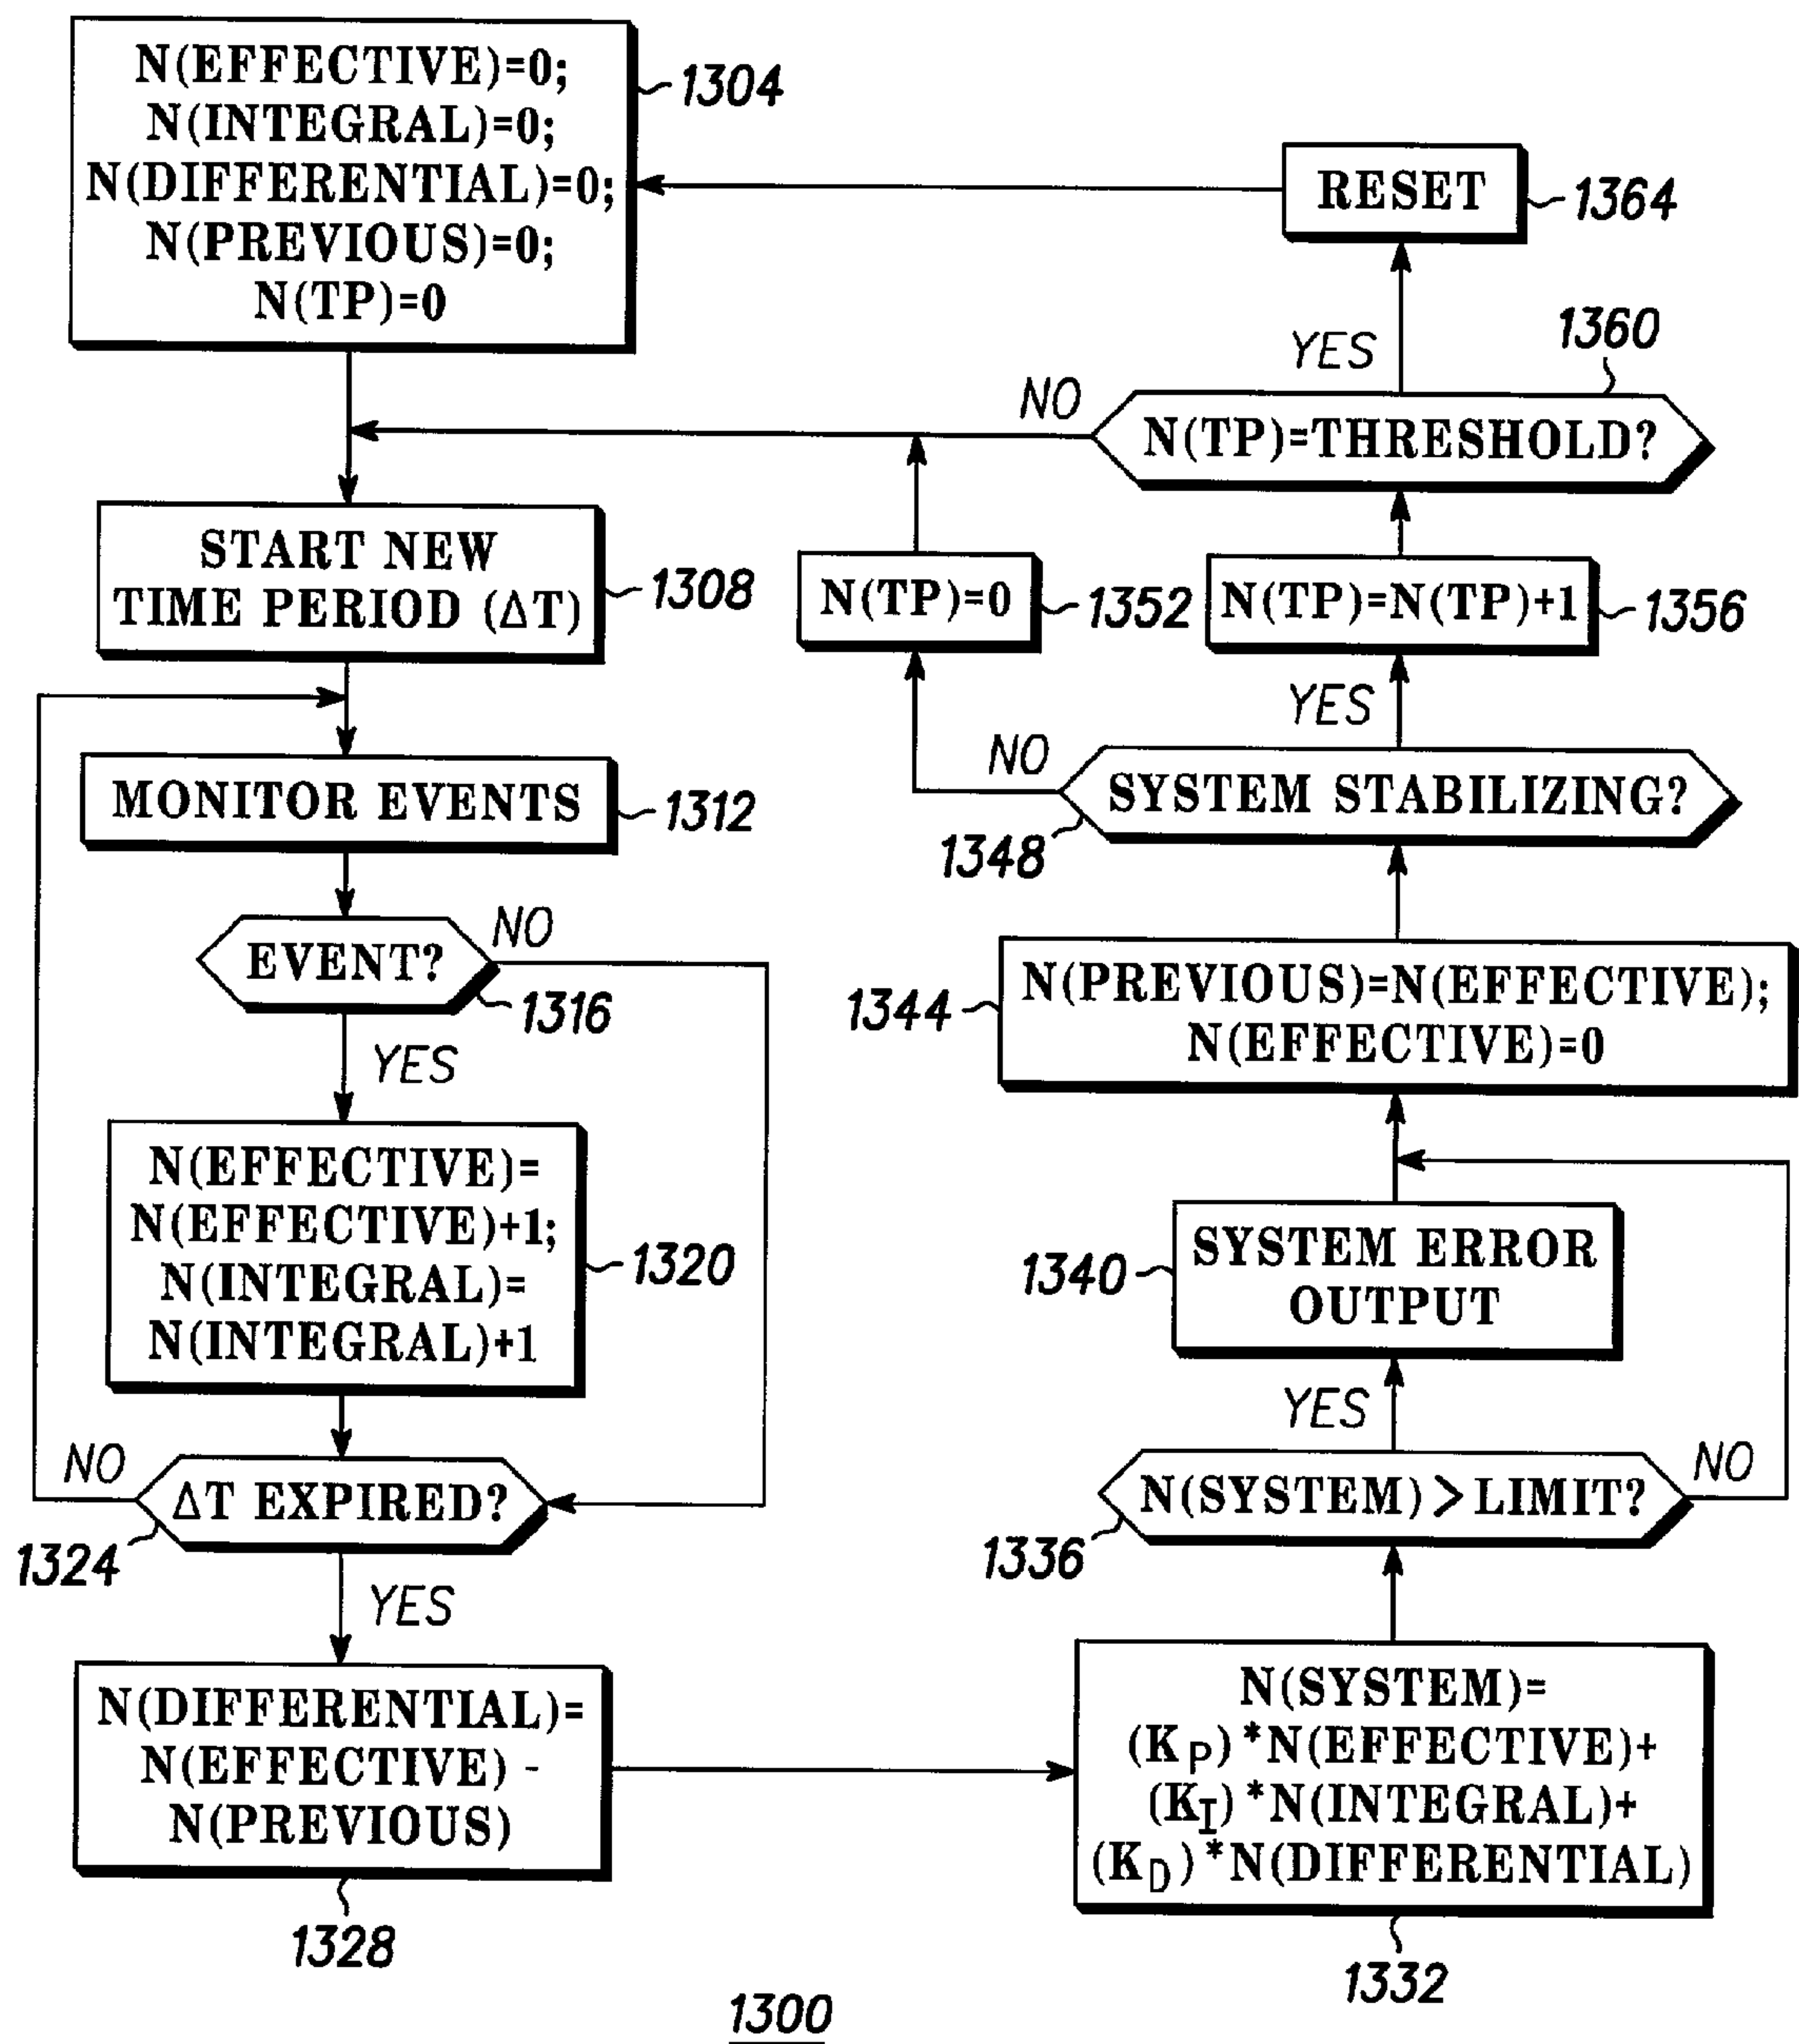 N(EFFECTIVE)=0;
N(INTEGRAL)=0;
N(DIFFERENTIAL)=0;
N(PREVIOUS)=0;
N(TP)=0
1304
RESET
1364
YES
1360
NO
N(TP)=THRESHOLD?
START NEW
TIME PERIOD (ΔT)
1308
N(TP)=0
1352
N(TP)=N(TP)+1
1356
YES
NO
SYSTEM STABILIZING?
1348
MONITOR EVENTS
1312
EVENT?
NO
1316
YES
N(PREVIOUS)=N(EFFECTIVE);
N(EFFECTIVE)=0
1344
N(EFFECTIVE)=
N(EFFECTIVE)+1;
N(INTEGRAL)=
N(INTEGRAL)+1
1320
SYSTEM ERROR
OUTPUT
1340
YES
NO
ΔT EXPIRED?
1324
YES
N(SYSTEM)>LIMIT?
NO
1336
N(DIFFERENTIAL)=
N(EFFECTIVE) -
N(PREVIOUS)
1328
N(SYSTEM)=
(KP)*N(EFFECTIVE)+
(KI)*N(INTEGRAL)+
(KD)*N(DIFFERENTIAL)
1332
1300